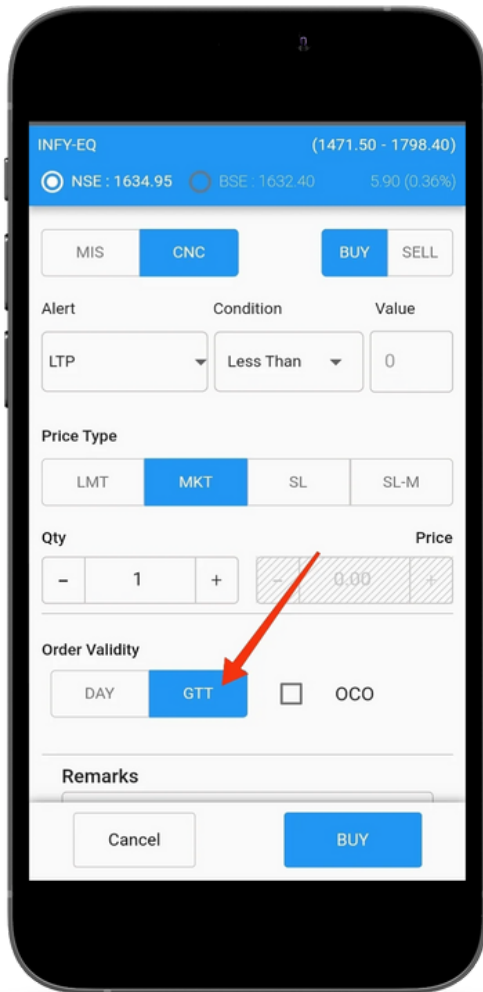 INFY-EQ (1471.50 - 1798.40)
NSE : 1634.95 BSE : 1632.40 5.90 (0.36%)
MIS CNC BUY SELL
Alert Condition Value
LTP Less Than 0
Price Type
LMT MKT SL SL-M
Qty Price
- 1 + - 0.00 +
Order Validity
DAY GTT OCO
Remarks
Cancel BUY